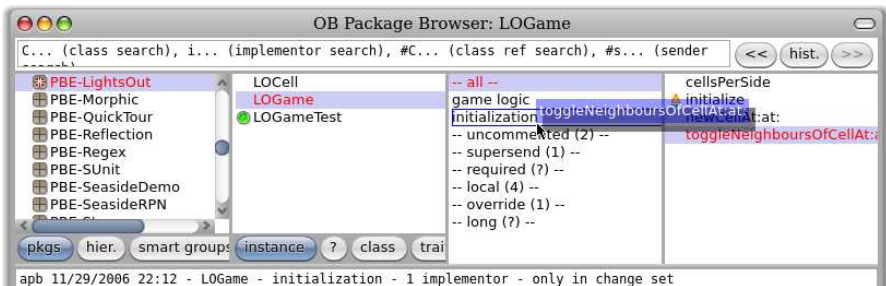 OB Package Browser: LOGame
C... (class search), i... (implementor search), #C... (class ref search), #s... (sender
<< hist. >>
PBE-LightsOut
PBE-Morphic
PBE-QuickTour
PBE-Reflection
PBE-Regex
PBE-SUnit
PBE-SeasideDemo
PBE-SeasideRPN
LOCell
LOGame
LOGameTest
-- all --
game logic
initialization
-- uncommented (2) --
-- supersend (1) --
-- required (?) --
-- local (4) --
-- override (1) --
-- long (?) --
toggleNeighboursOfCellAt:at:
cellsPerSide
initialize
newCellAt:at:
toggleNeighboursOfCellAt:a
pkgs hier. smart groups instance ? class trai
apb 11/29/2006 22:12 - LOGame - initialization - 1 implementor - only in change set